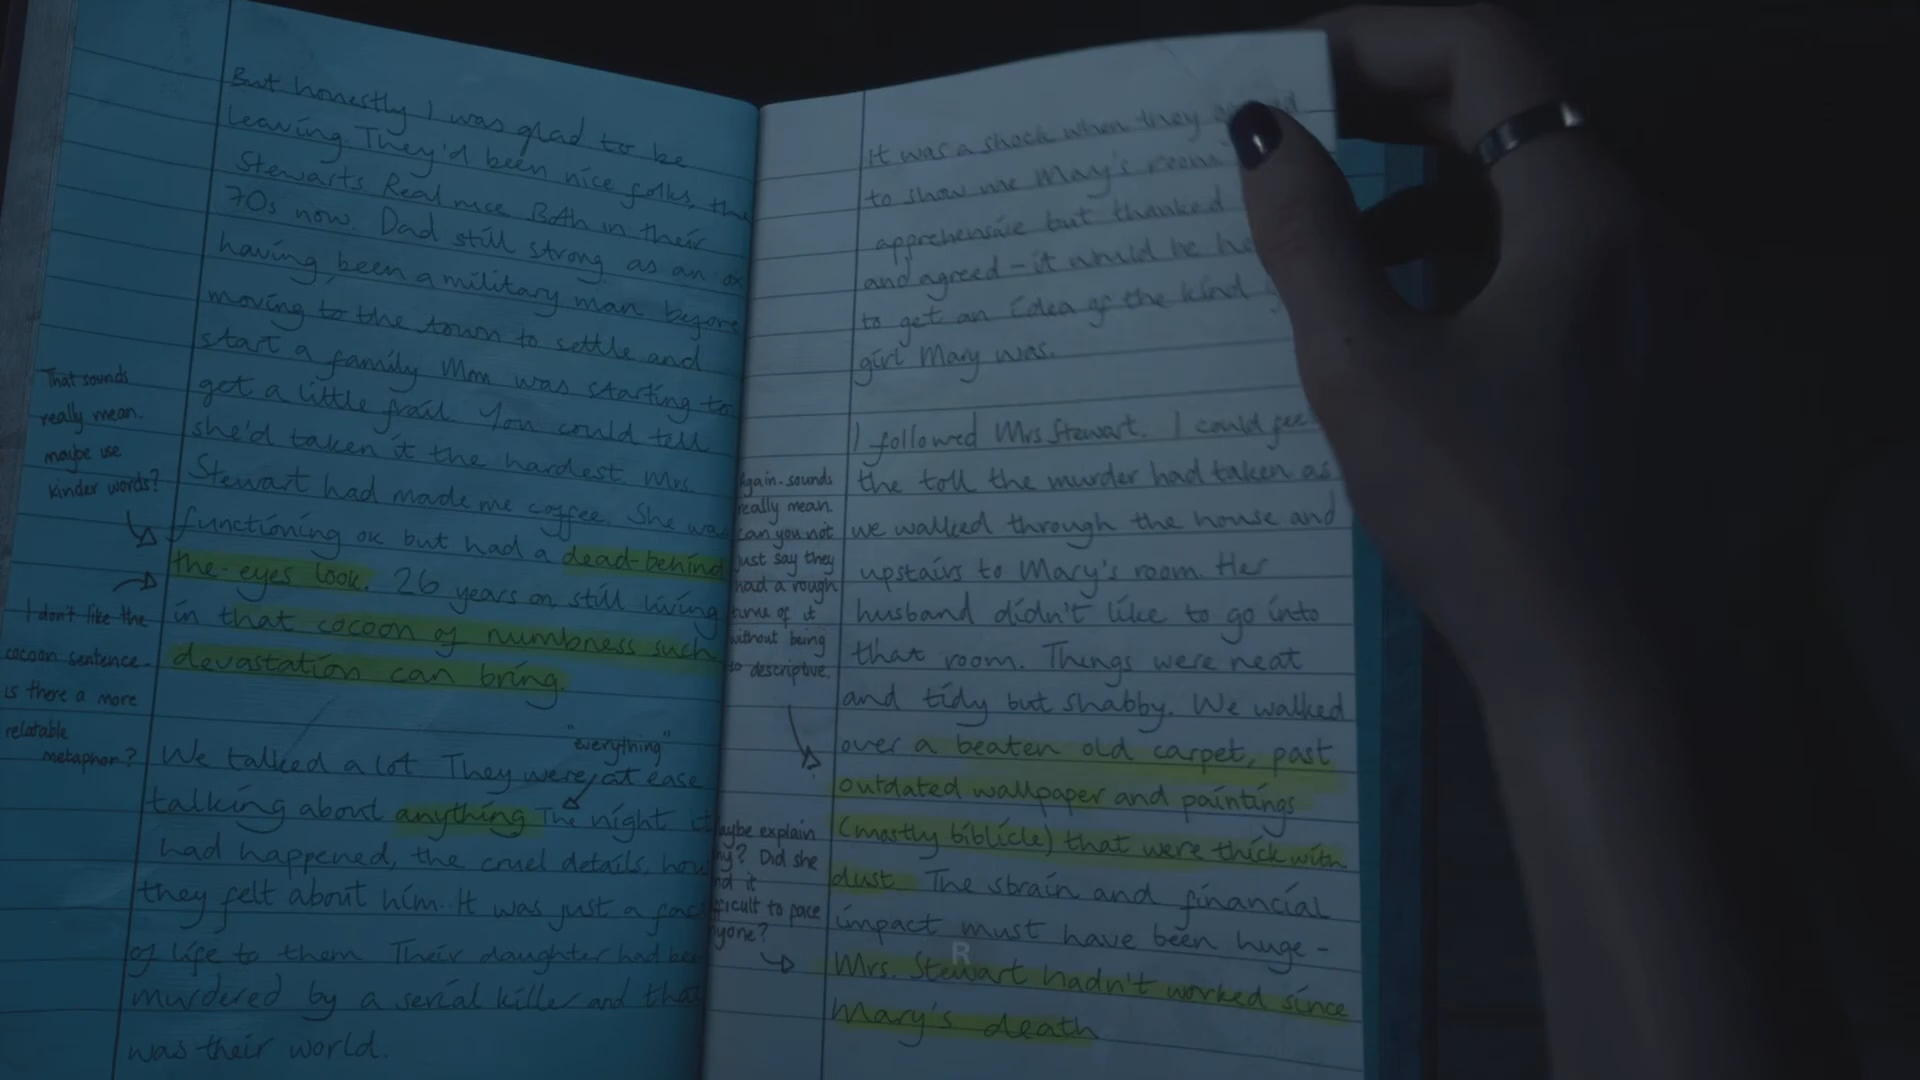 But honestly I was glad to be
leaving. They'd been nice folks, the
Stewarts Real nice Both in their
70s now. Dad still strong as an ox
having been a military man before
moving to the town to settle and
start a family Mom was starting to
get a little frail. You could tell
she'd taken it the hardest Mrs.
Stewart had made me coffee. She was
functioning ok but had a dead-behind
the-eyes look. 26 years on, still living
in that cocoon of numbness such
devastation can bring.
We talked a lot They were at ease
"everything"
talking about anything The night it
had happened, the cruel details, how
they felt about him. It was just a fact
of life to them Their daughter had been
murdered by a serial killer and that
was their world.
That sounds
really mean.
maybe use
kinder words?
I don't like the
cocoon sentence-
is there a more
relatable
metaphor?
It was a shock when they
to show me Mary's room
apprehensive but thanked
and agreed - it would be
to get an idea of the kind
girl Mary was.
I followed Mrs Stewart. I could feel
the toll the murder had taken as
we walked through the house and
upstairs to Mary's room. Her
husband didn't like to go into
that room. Things were neat
and tidy but shabby. We walked
over a beaten old carpet, past
outdated wallpaper and paintings
(mostly biblicle) that were thick with
dust The strain and financial
impact must have been huge -
Mrs. Stewart hadn't worked since
Mary's death
Again-sounds
really mean.
can you not
just say they
had a rough
time of it
without being
so descriptive.
maybe explain
why? Did she
find it
difficult to face
anyone?
R